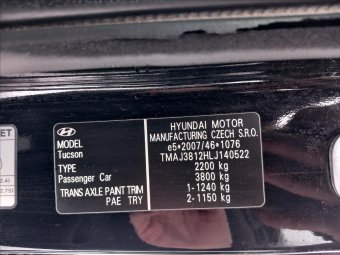 HYUNDAI MOTOR
MANUFACTURING CZECH S.R.O.
MODEL
Tucson
e5*2007/46*1076
TMAJ3812HLJ140522
TYPE
Passenger Car
2200 kg
3800 kg
TRANS AXLE PAINT TRIM
PAE TRY
1-1240 kg
2-1150 kg
ET